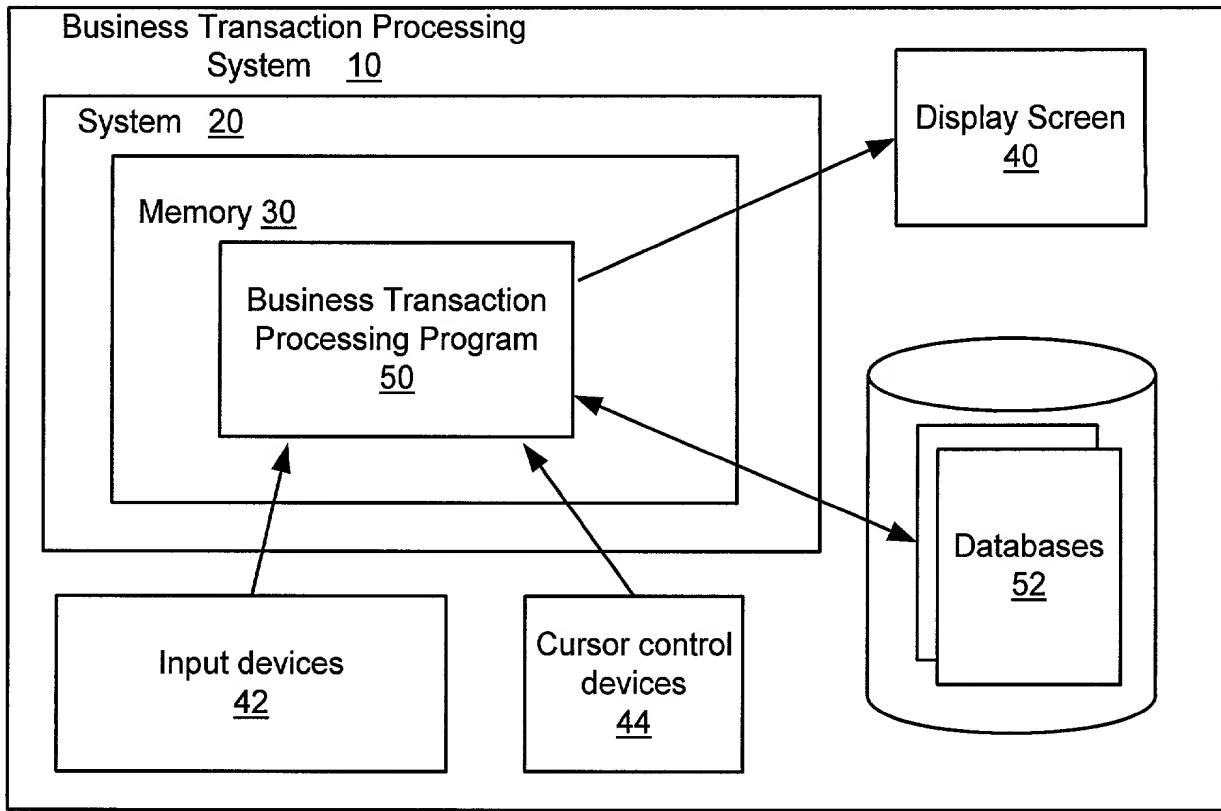 Business Transaction Processing
System 10
System 20
Memory 30
Business Transaction
Processing Program
50
Display Screen
40
Databases
52
Input devices
42
Cursor control
devices
44